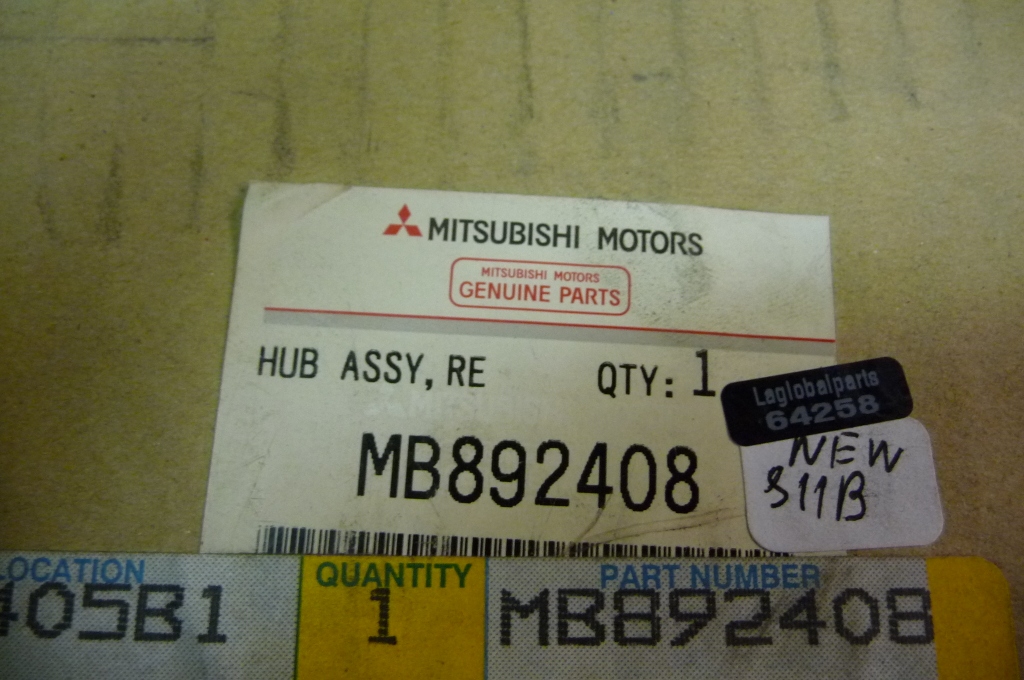 MITSUBISHI MOTORS
MITSUBISHI MOTORS
GENUINE PARTS
HUB ASSY, RE QTY: 1
MB892408
Laglobalparts
64258
NEW
S11B
LOCATION QUANTITY PART NUMBER
405B1 1 MB892408